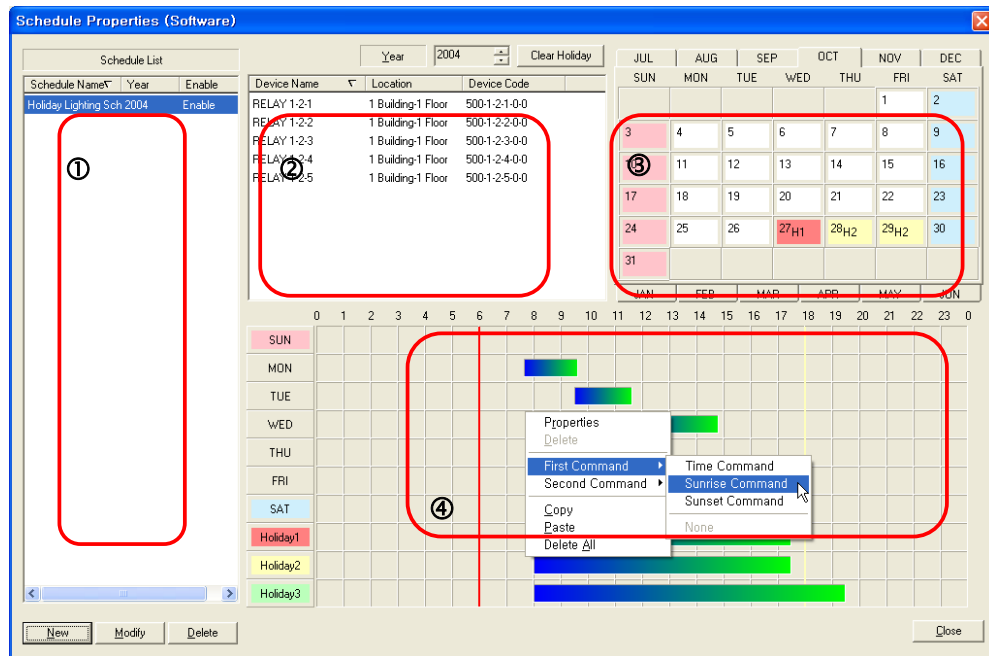 Schedule Properties (Software)
Schedule List
Schedule Name Year Enable
Holiday Lighting Sch 2004 Enable
①
New Modify Delete
Year 2004 Clear Holiday
Device Name Location Device Code
RELAY 1-2-1 1 Building-1 Floor 500-1-2-1-0-0
RELAY 1-2-2 1 Building-1 Floor 500-1-2-2-0-0
RELAY 1-2-3 1 Building-1 Floor 500-1-2-3-0-0
RELAY 1-2-4 1 Building-1 Floor 500-1-2-4-0-0
RELAY 1-2-5 1 Building-1 Floor 500-1-2-5-0-0
②
JUL AUG SEP OCT NOV DEC
SUN MON TUE WED THU FRI SAT
1 2
3 4 5 6 7 8 9
10 11 12 13 14 15 16
③
17 18 19 20 21 22 23
24 25 26 27H1 28H2 29H2 30
31
JAN FEB MAR APR MAY JUN
0 1 2 3 4 5 6 7 8 9 10 11 12 13 14 15 16 17 18 19 20 21 22 23 0
SUN
MON
TUE
WED
THU
FRI
SAT
Holiday1
Holiday2
Holiday3
④
Properties
Delete
First Command
Second Command
Copy
Paste
Delete All
Time Command
Sunrise Command
Sunset Command
None
Close